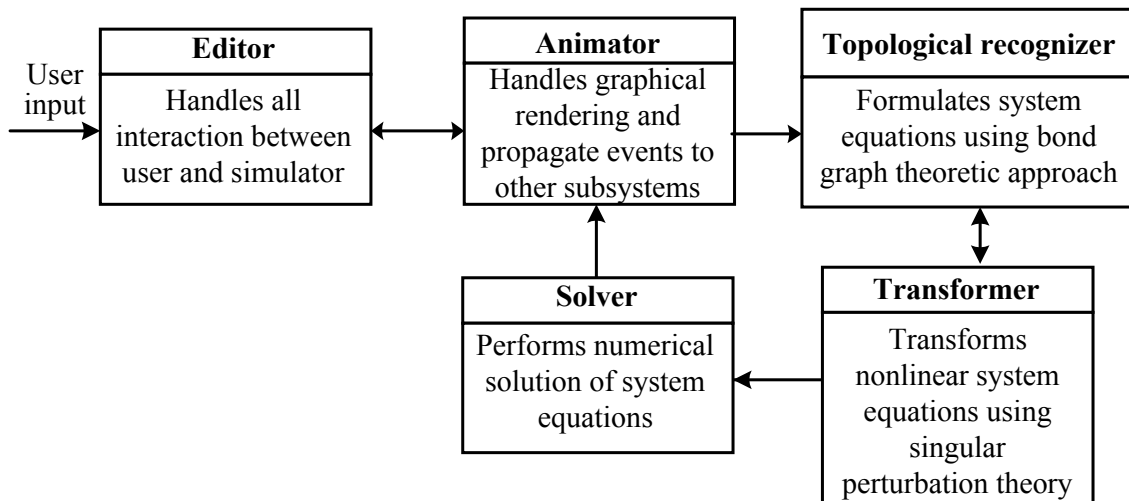 User
input
Editor
Handles all
interaction between
user and simulator
Animator
Handles graphical
rendering and
propagate events to
other subsystems
Topological recognizer
Formulates system
equations using bond
graph theoretic approach
Solver
Performs numerical
solution of system
equations
Transformer
Transforms
nonlinear system
equations using
singular
perturbation theory